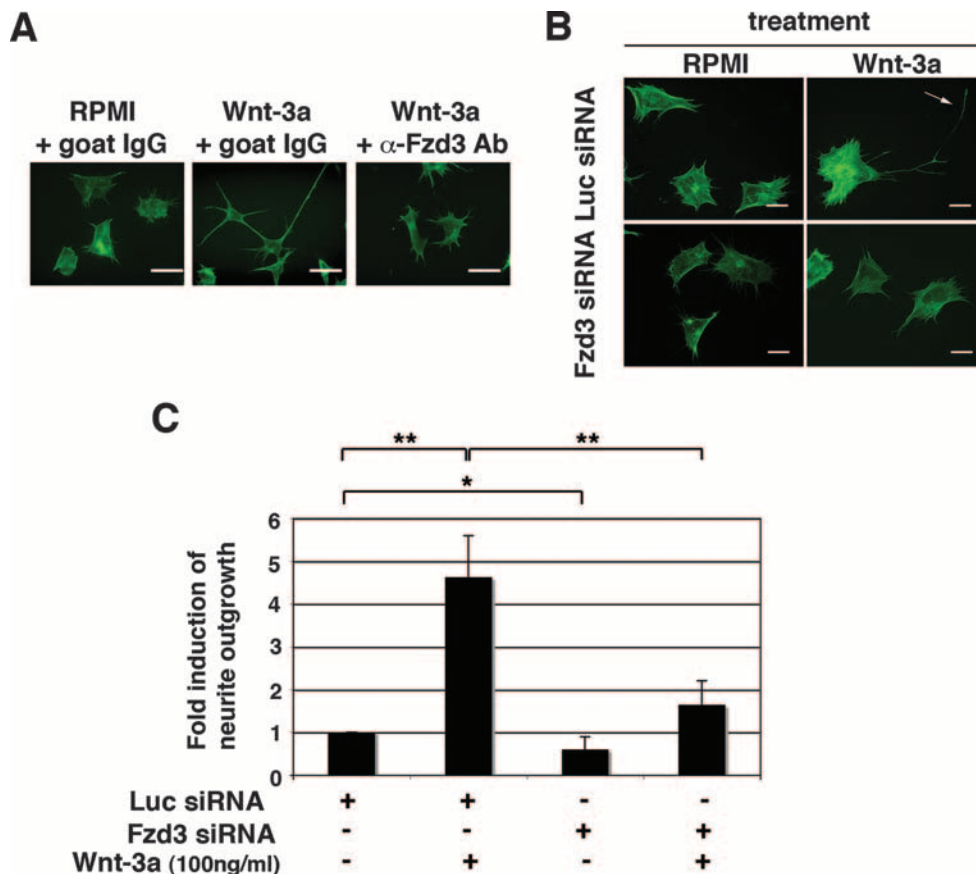 A
RPMI
+ goat IgG
Wnt-3a
+ goat IgG
Wnt-3a
+ α-Fzd3 Ab
B
treatment
RPMI
Wnt-3a
Luc siRNA
Fzd3 siRNA
C
**
**
*
Fold induction of
neurite outgrowth
6
5
4
3
2
1
0
Luc siRNA + + - -
Fzd3 siRNA - - + +
Wnt-3a (100ng/ml) - + - +